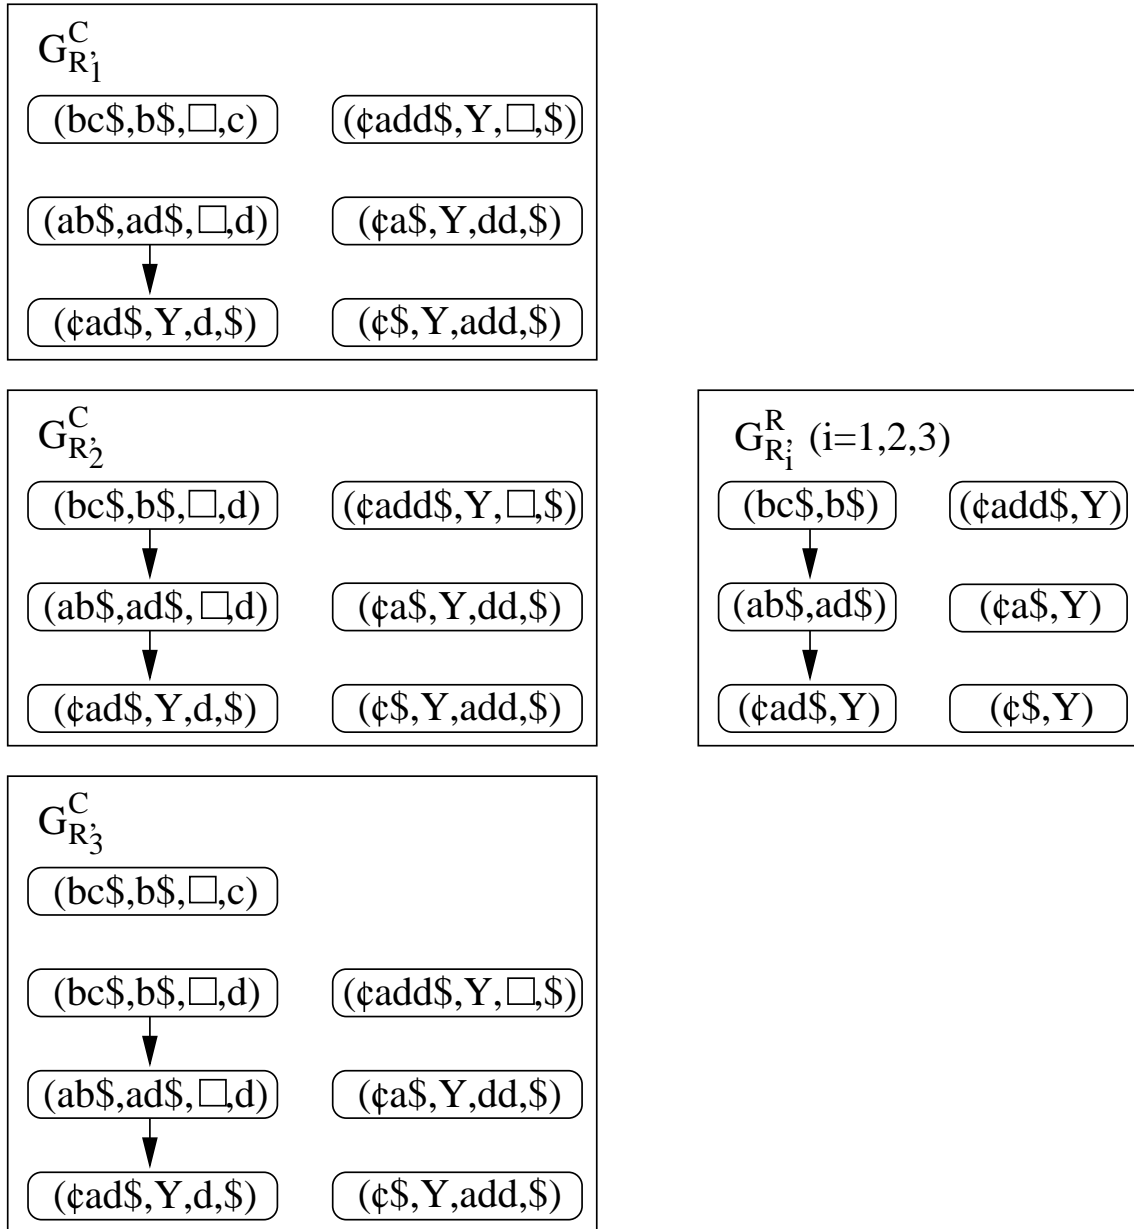 G^C_{R'_1}
(bc$,b$,□,c) (¢add$,Y,□,$)
(ab$,ad$,□,d) (¢a$,Y,dd,$)
(¢ad$,Y,d,$) (¢$,Y,add,$)
G^C_{R'_2}
(bc$,b$,□,d) (¢add$,Y,□,$)
(ab$,ad$,□,d) (¢a$,Y,dd,$)
(¢ad$,Y,d,$) (¢$,Y,add,$)
G^R_{R'_i} (i=1,2,3)
(bc$,b$) (¢add$,Y)
(ab$,ad$) (¢a$,Y)
(¢ad$,Y) (¢$,Y)
G^C_{R'_3}
(bc$,b$,□,c)
(bc$,b$,□,d) (¢add$,Y,□,$)
(ab$,ad$,□,d) (¢a$,Y,dd,$)
(¢ad$,Y,d,$) (¢$,Y,add,$)